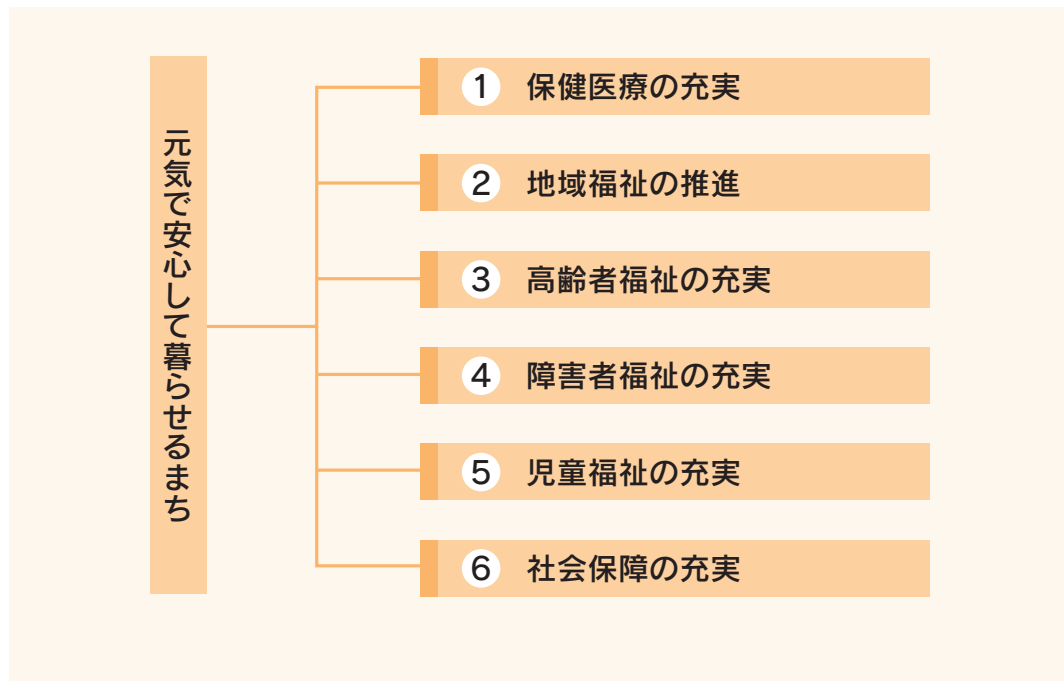 元気で安心して暮らせるまち
① 保健医療の充実
② 地域福祉の推進
③ 高齢者福祉の充実
④ 障害者福祉の充実
⑤ 児童福祉の充実
⑥ 社会保障の充実